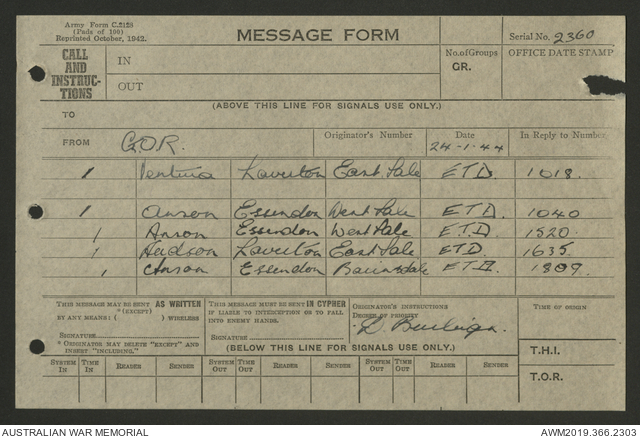 Army Form C.2128
(Pads of 100)
Reprinted October, 1942.
MESSAGE FORM
Serial No. 2360
CALL AND INSTRUC-TIONS
IN
OUT
No. of Groups
GR.
OFFICE DATE STAMP
(ABOVE THIS LINE FOR SIGNALS USE ONLY.)
TO
FROM G.O.R.
Originator's Number
Date 24-1-44
In Reply to Number
1 Ventura Laverton East Sale E.T.D. 1018.
1 Anson Essendon West Sale E.T.D. 1040
1 Anson Essendon West Sale E.T.D 1520
1 Hudson Laverton East Sale E.T.D. 1635
1 Anson Essendon Bairnsdale E.T.D. 1809.
THIS MESSAGE MAY BE SENT AS WRITTEN
*(EXCEPT)
BY ANY MEANS: ( ) WIRELESS
SIGNATURE
* ORIGINATOR MAY DELETE "EXCEPT" AND INSERT "INCLUDING."
THIS MESSAGE MUST BE SENT IN CYPHER
IF LIABLE TO INTERCEPTION OR TO FALL INTO ENEMY HANDS.
SIGNATURE
ORIGINATOR'S INSTRUCTIONS
DEGREE OF PRIORITY
TIME OF ORIGIN
T.H.I.
T.O.R.
(BELOW THIS LINE FOR SIGNALS USE ONLY.)
SYSTEM IN TIME IN READER SENDER SYSTEM OUT TIME OUT READER SENDER SYSTEM OUT TIME OUT READER SENDER
AUSTRALIAN WAR MEMORIAL
AWM2019.366.2303